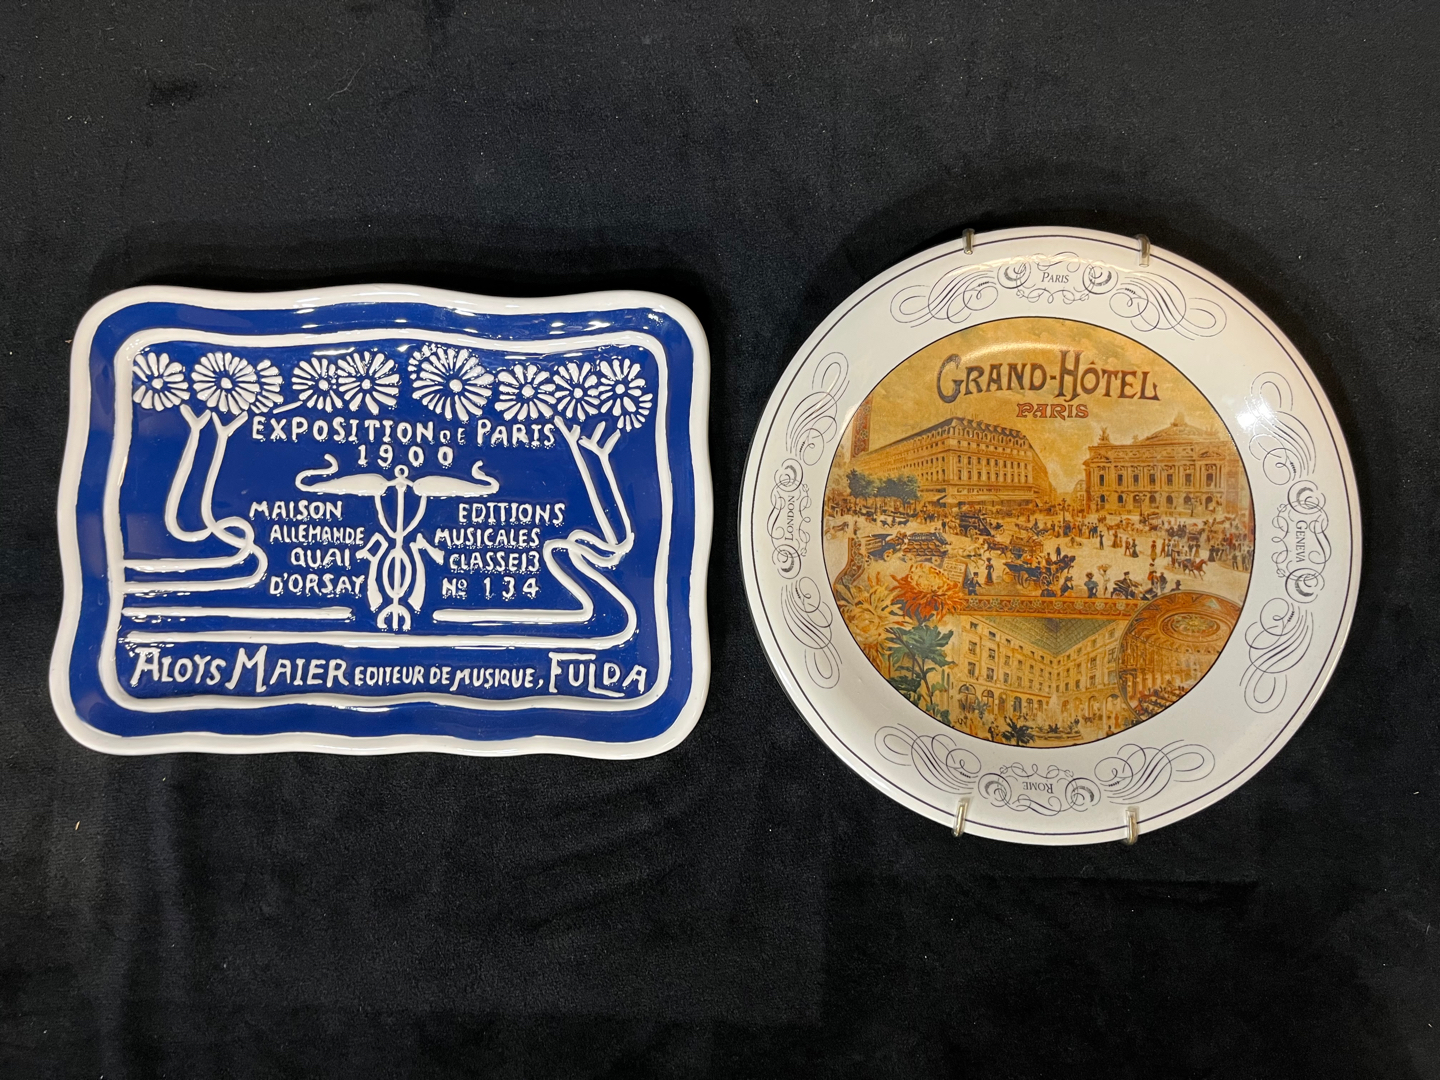 EXPOSITION DE PARIS
1900
MAISON
ALLEMANDE
QUAI
D'ORSAY
EDITIONS
MUSICALES
CLASSE 13
No 134
ALOYS MAIER EDITEUR DE MUSIQUE, FULDA
PARIS
GRAND-HÔTEL
PARIS
LONDON
GENEVA
ROME